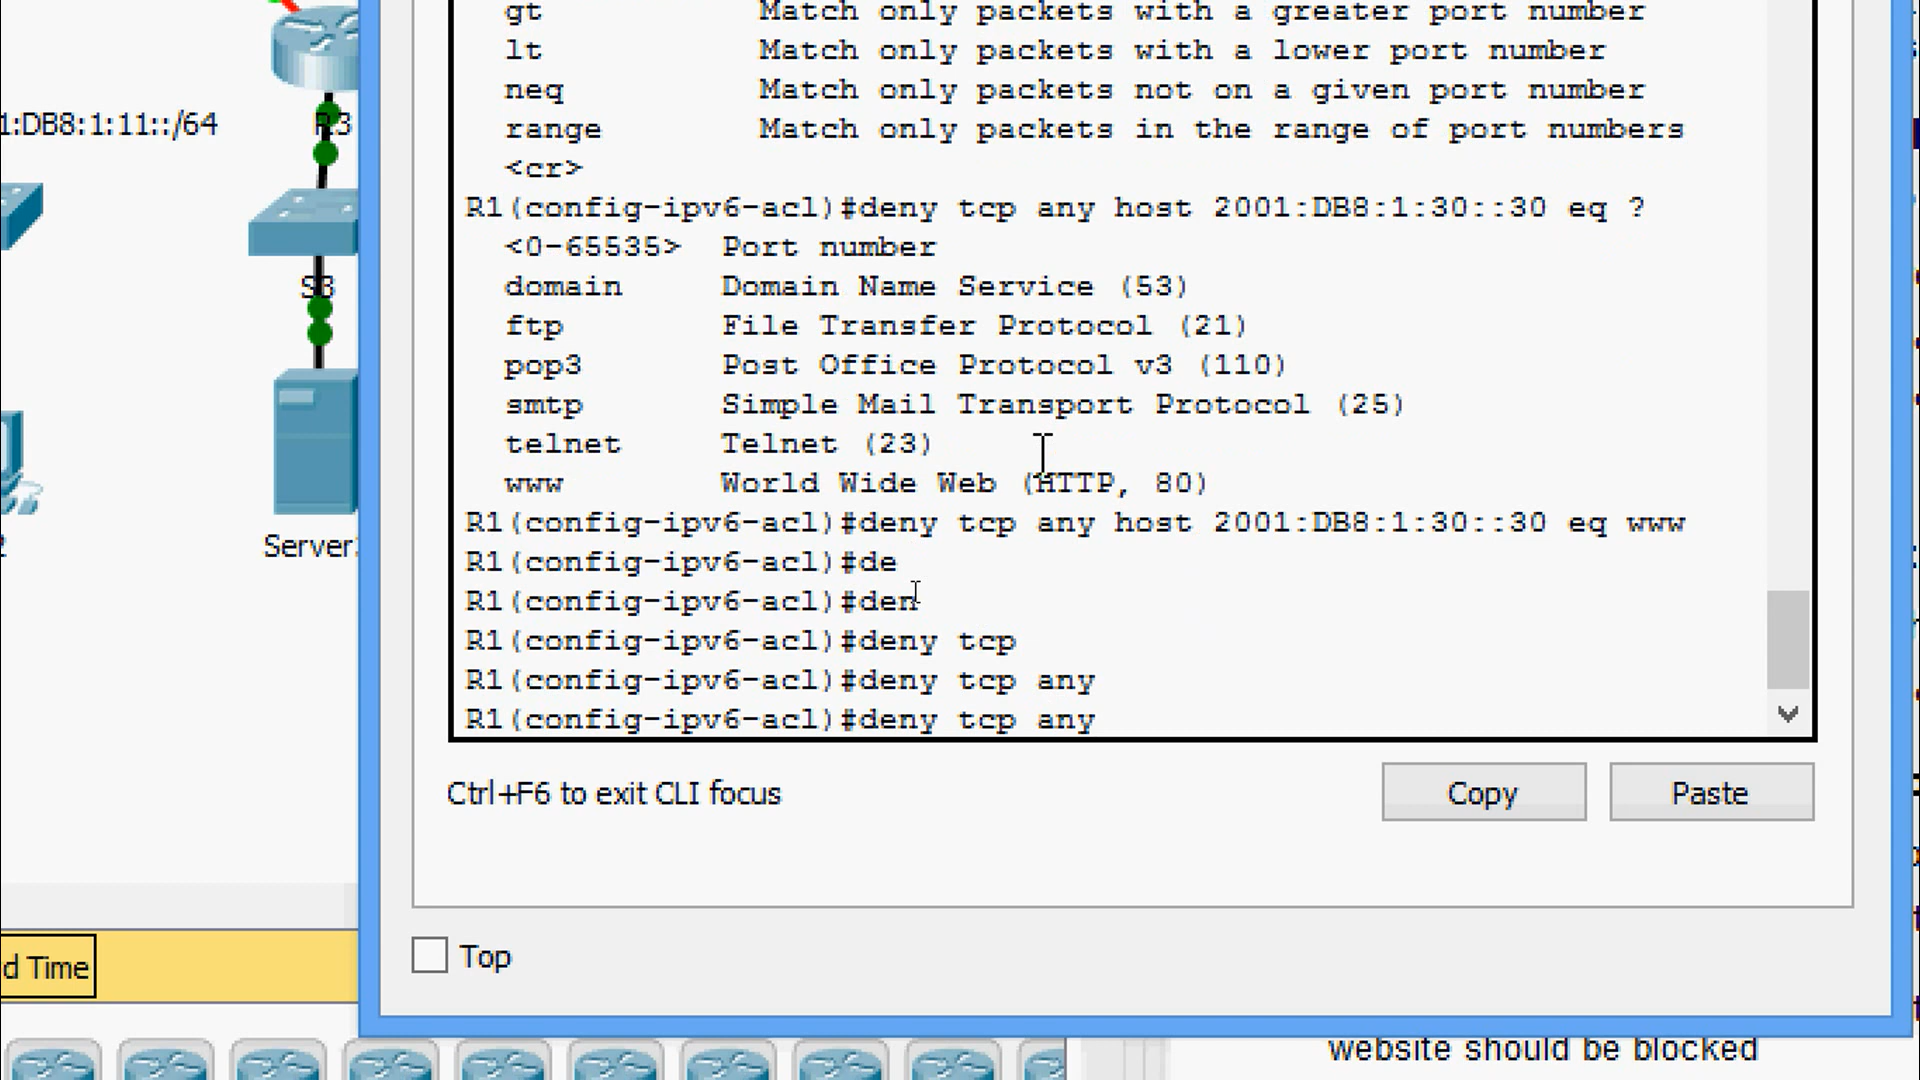 gt Match only packets with a greater port number
lt Match only packets with a lower port number
neq Match only packets not on a given port number
range Match only packets in the range of port numbers
<cr>
R1(config-ipv6-acl)#deny tcp any host 2001:DB8:1:30::30 eq ?
<0-65535> Port number
domain Domain Name Service (53)
ftp File Transfer Protocol (21)
pop3 Post Office Protocol v3 (110)
smtp Simple Mail Transport Protocol (25)
telnet Telnet (23)
www World Wide Web (HTTP, 80)
R1(config-ipv6-acl)#deny tcp any host 2001:DB8:1:30::30 eq www
R1(config-ipv6-acl)#de
R1(config-ipv6-acl)#den
R1(config-ipv6-acl)#deny tcp
R1(config-ipv6-acl)#deny tcp any
R1(config-ipv6-acl)#deny tcp any
Ctrl+F6 to exit CLI focus
Copy
Paste
Top
1:DB8:1:11::/64
R3
S3
Server
d Time
website should be blocked